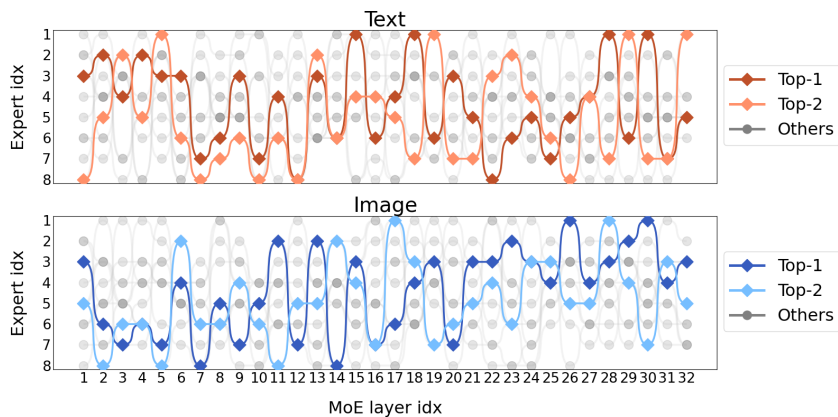 Text
Expert idx
1
2
3
4
5
6
7
8
Top-1
Top-2
Others
Image
Expert idx
1
2
3
4
5
6
7
8
Top-1
Top-2
Others
1 2 3 4 5 6 7 8 9 10 11 12 13 14 15 16 17 18 19 20 21 22 23 24 25 26 27 28 29 30 31 32
MoE layer idx